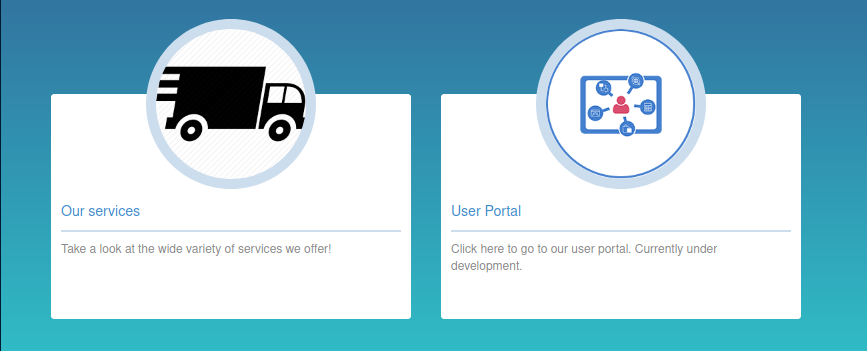 Our services
Take a look at the wide variety of services we offer!
User Portal
Click here to go to our user portal. Currently under
development.